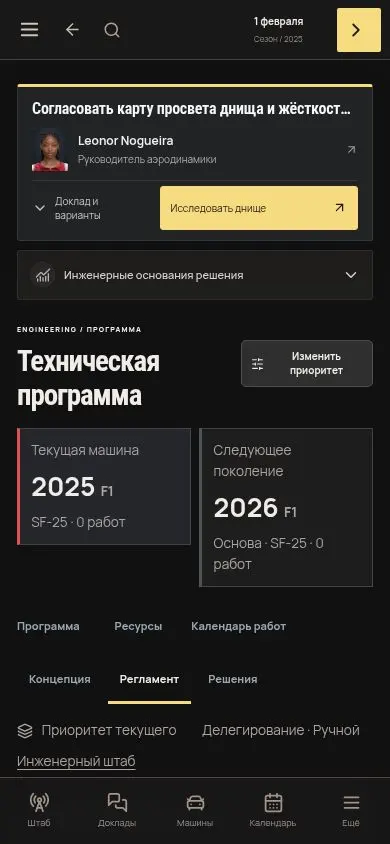 1 февраля
Сезон / 2025
Согласовать карту просвета днища и жёсткост…
Leonor Nogueira
Руководитель аэродинамики
Доклад и
варианты
Исследовать днище
Инженерные основания решения
ENGINEERING / ПРОГРАММА
Техническая
программа
Изменить
приоритет
Текущая машина
2025 F1
SF-25 · 0 работ
Следующее
поколение
2026 F1
Основа · SF-25 · 0
работ
Программа
Ресурсы
Календарь работ
Концепция
Регламент
Решения
Приоритет текущего
Делегирование · Ручной
Инженерный штаб
Штаб
Доклады
Машины
Календарь
Ещё